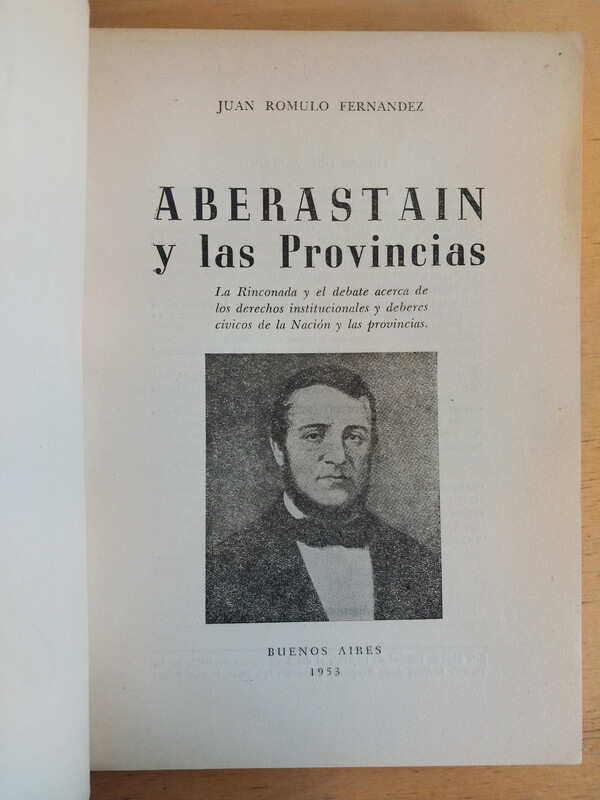 JUAN ROMULO FERNANDEZ
ABERASTAIN
y las Provincias
La Rinconada y el debate acerca de
los derechos institucionales y deberes
cívicos de la Nación y las provincias.
BUENOS AIRES
1953